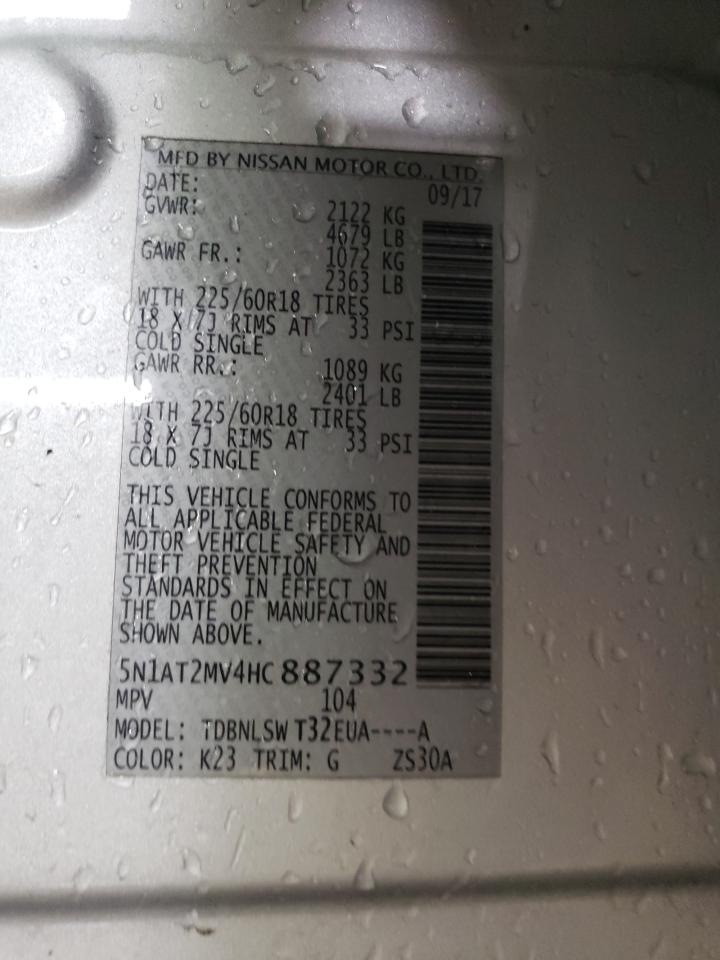 MFD BY NISSAN MOTOR CO., LTD.
DATE: 09/17
GVWR: 2122 KG
4679 LB
GAWR FR.: 1072 KG
2363 LB
WITH 225/60R18 TIRES
18 X 7J RIMS AT 33 PSI
COLD SINGLE
GAWR RR.: 1089 KG
2401 LB
WITH 225/60R18 TIRES
18 X 7J RIMS AT 33 PSI
COLD SINGLE
THIS VEHICLE CONFORMS TO
ALL APPLICABLE FEDERAL
MOTOR VEHICLE SAFETY AND
THEFT PREVENTION
STANDARDS IN EFFECT ON
THE DATE OF MANUFACTURE
SHOWN ABOVE.
5N1AT2MV4HC887332
MPV 104
MODEL: TDBNLSW T32EUA----A
COLOR: K23 TRIM: G ZS30A